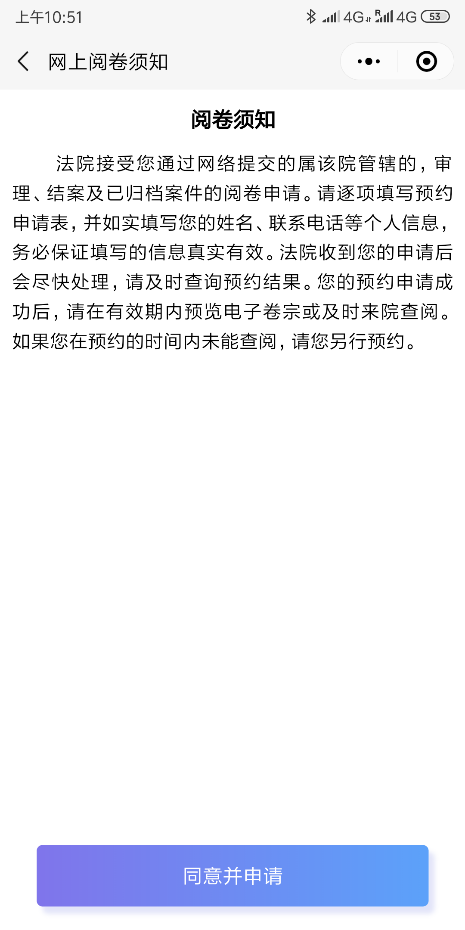 上午10:51 4G R 4G 53
网上阅卷须知
阅卷须知
法院接受您通过网络提交的属该院管辖的,审
理、结案及已归档案件的阅卷申请。请逐项填写预约
申请表,并如实填写您的姓名、联系电话等个人信息,
务必保证填写的信息真实有效。法院收到您的申请后
会尽快处理,请及时查询预约结果。您的预约申请成
功后,请在有效期内预览电子卷宗或及时来院查阅。
如果您在预约的时间内未能查阅,请您另行预约。
同意并申请